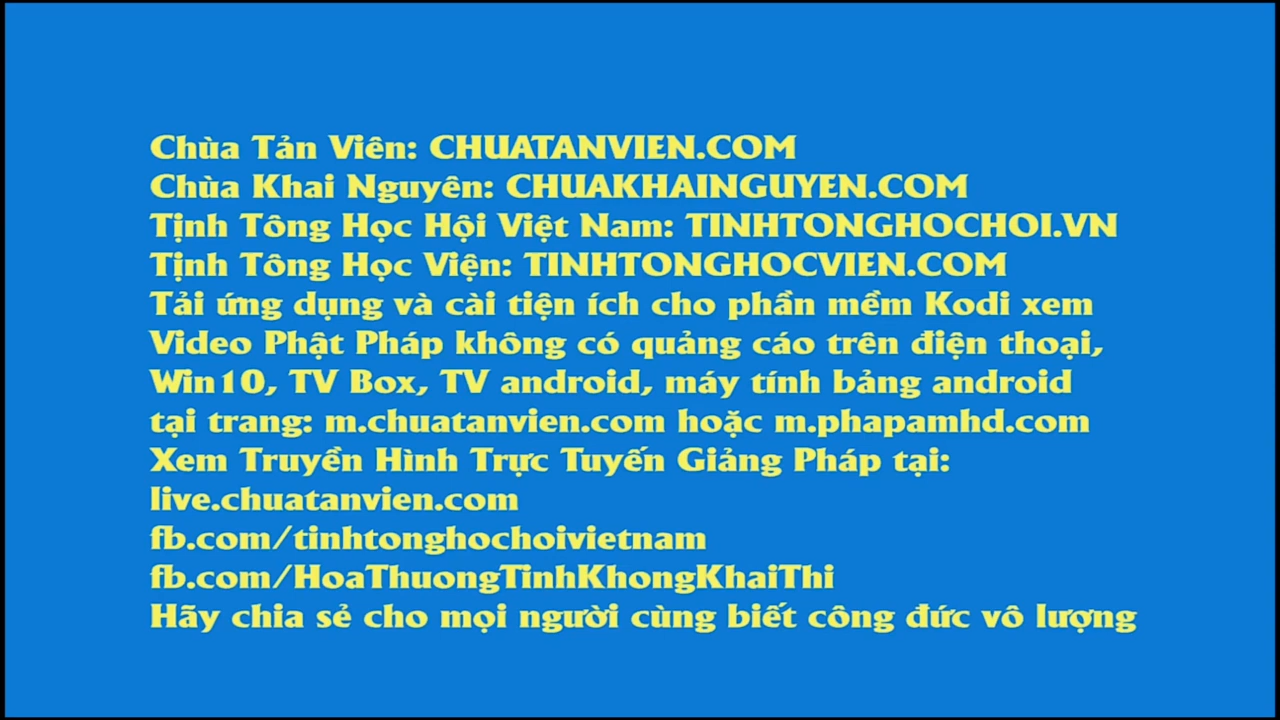 Chùa Tản Viên: CHUATANVIEN.COM
Chùa Khai Nguyên: CHUAKHAINGUYEN.COM
Tịnh Tông Học Hội Việt Nam: TINHTONGHOCHOI.VN
Tịnh Tông Học Viện: TINHTONGHOCVIEN.COM
Tải ứng dụng và cài tiện ích cho phần mềm Kodi xem
Video Phật Pháp không có quảng cáo trên điện thoại,
Win10, TV Box, TV android, máy tính bảng android
tại trang: m.chuatanvien.com hoặc m.phapamhd.com
Xem Truyền Hình Trực Tuyến Giảng Pháp tại:
live.chuatanvien.com
fb.com/tinhtonghochoivietnam
fb.com/HoaThuongTinhKhongKhaiThi
Hãy chia sẻ cho mọi người cùng biết công đức vô lượng